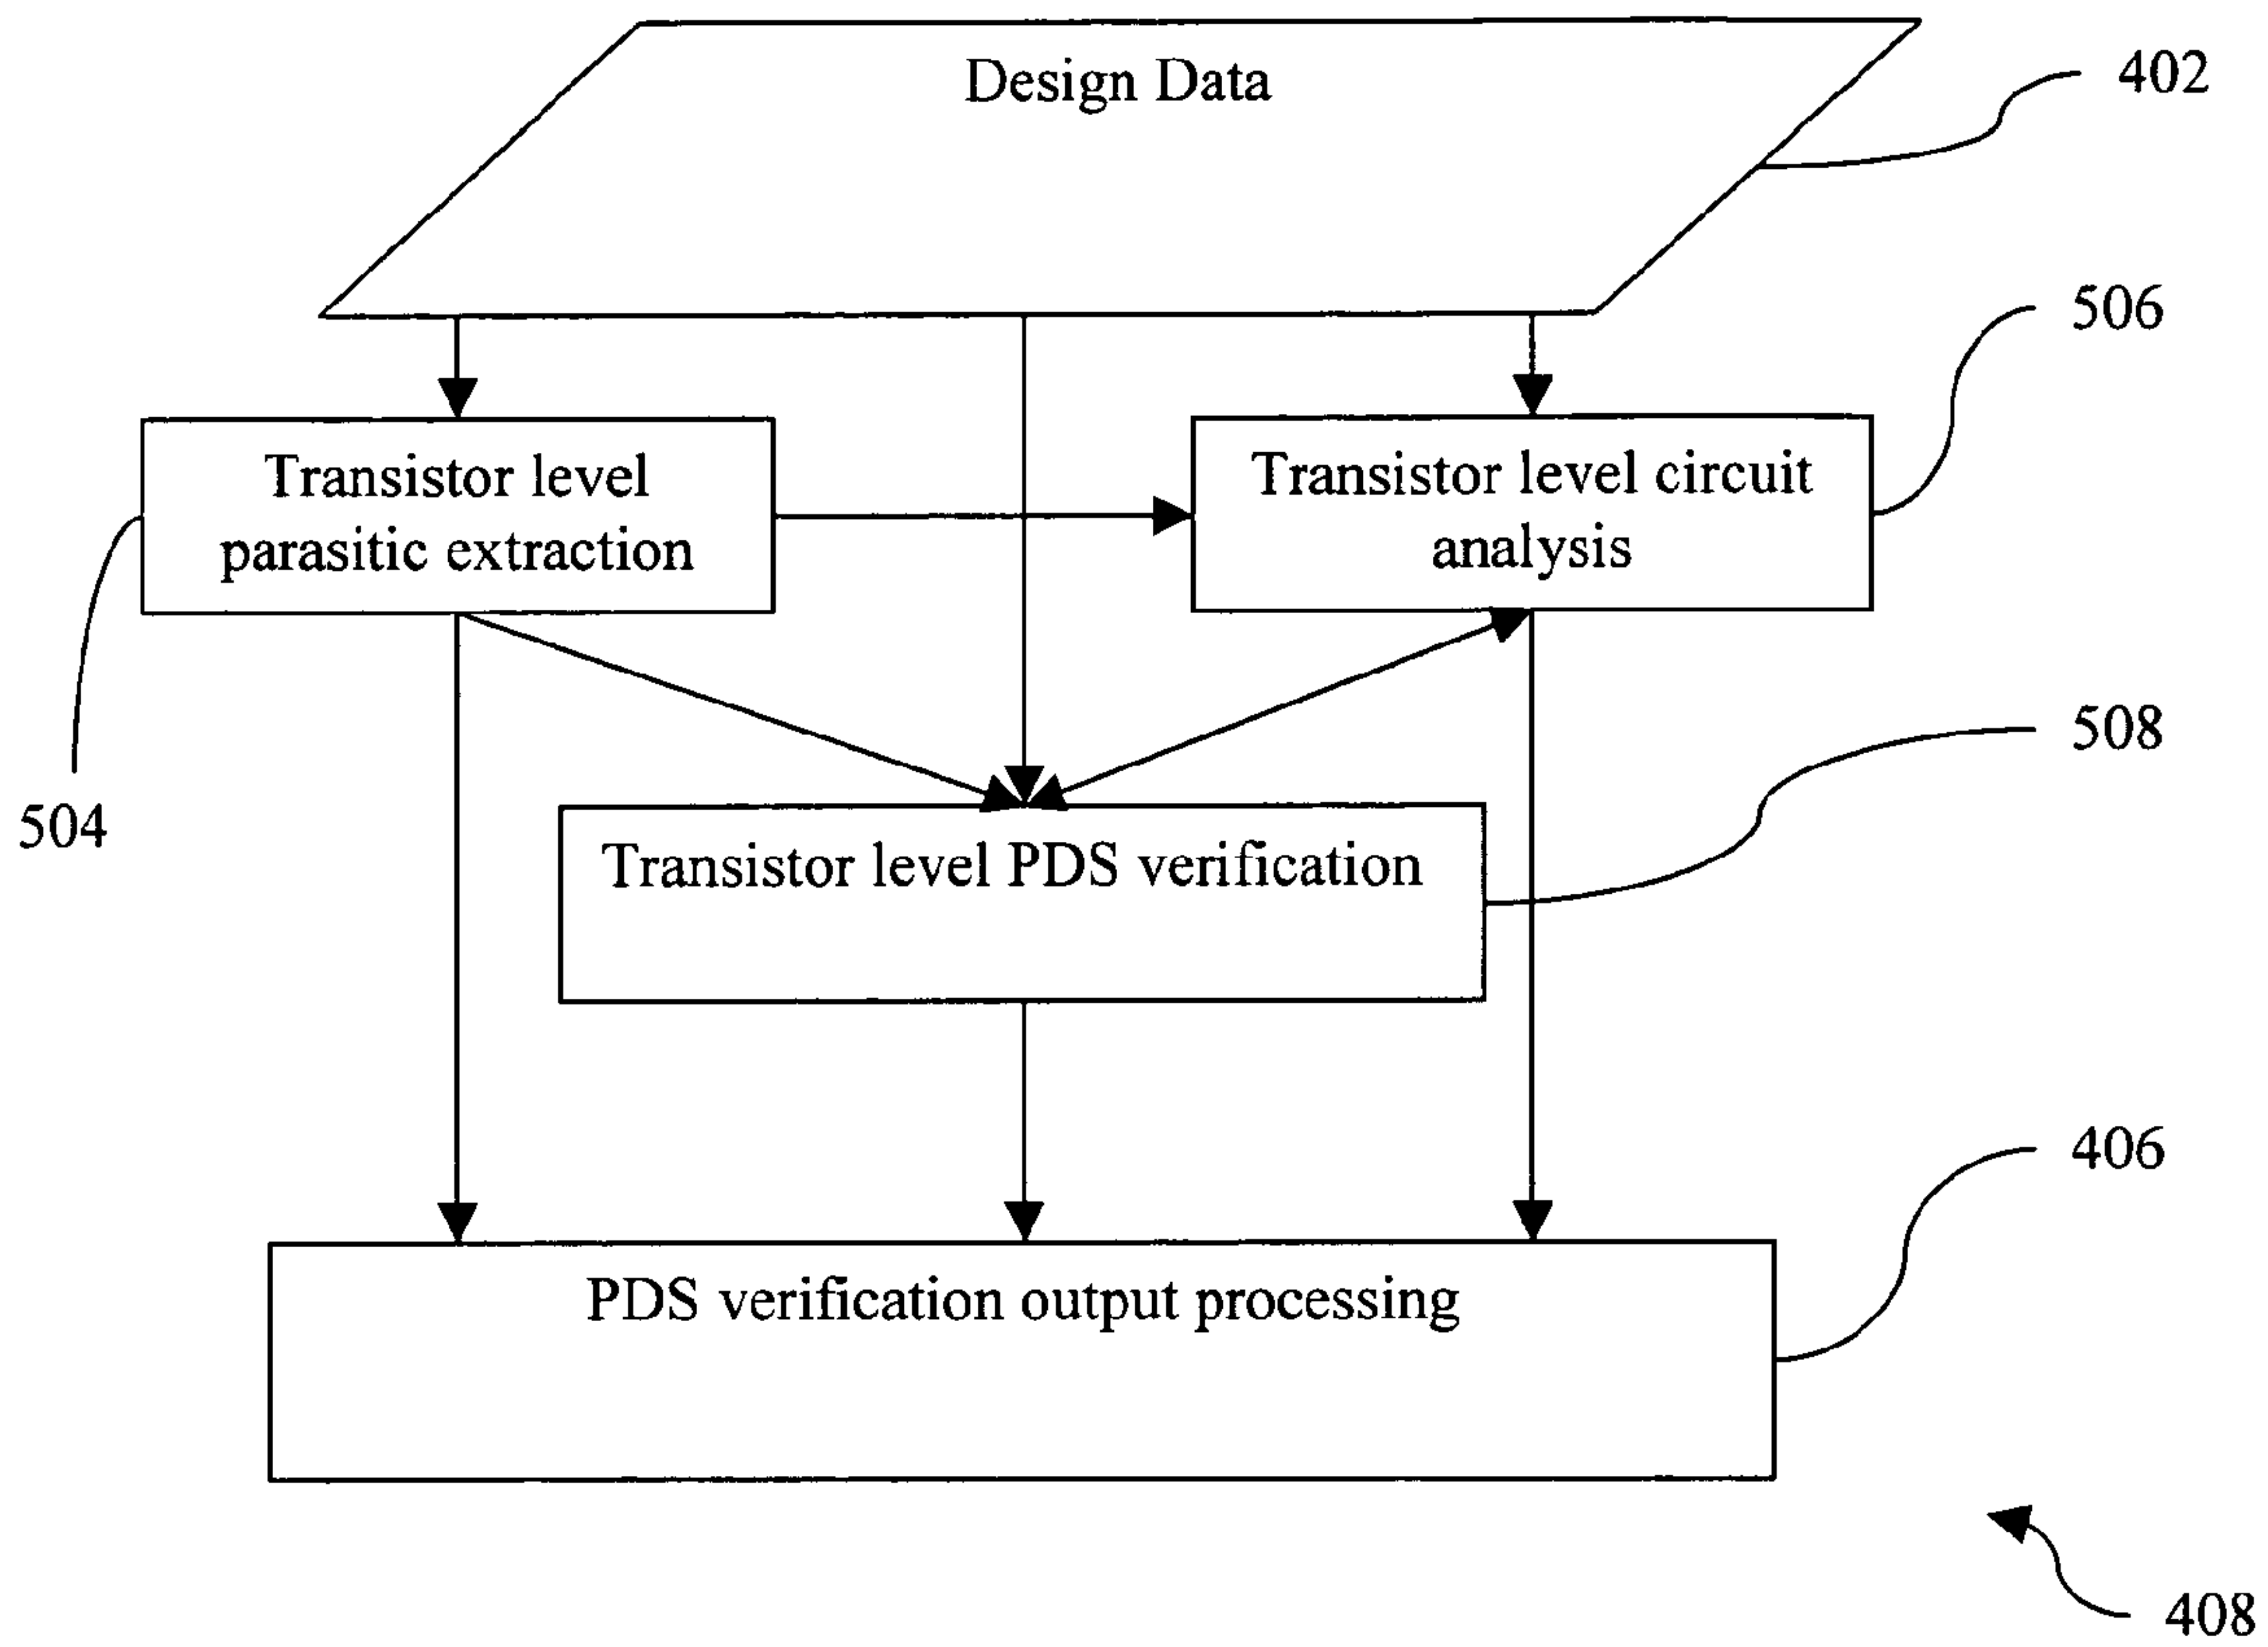 Design Data
402
506
Transistor level
parasitic extraction
Transistor level circuit
analysis
508
504
Transistor level PDS verification
406
PDS verification output processing
408